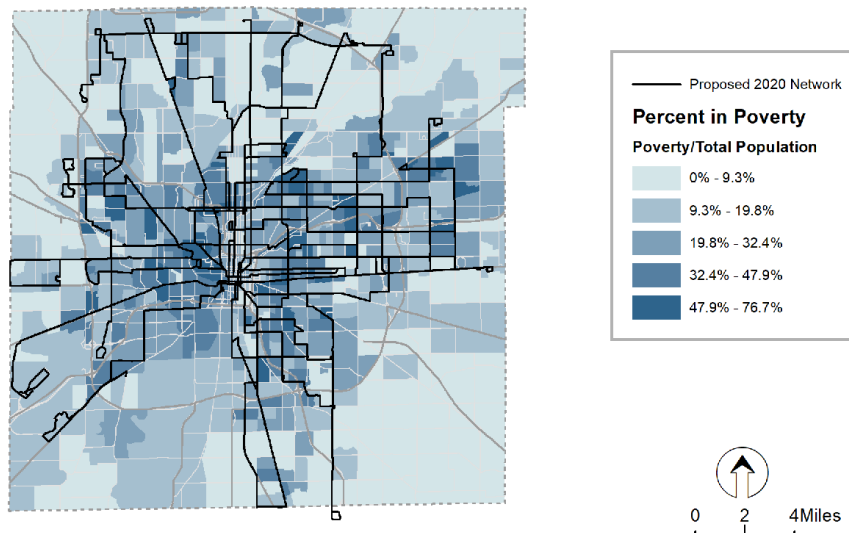 Proposed 2020 Network
Percent in Poverty
Poverty/Total Population
0% - 9.3%
9.3% - 19.8%
19.8% - 32.4%
32.4% - 47.9%
47.9% - 76.7%
0 2 4Miles